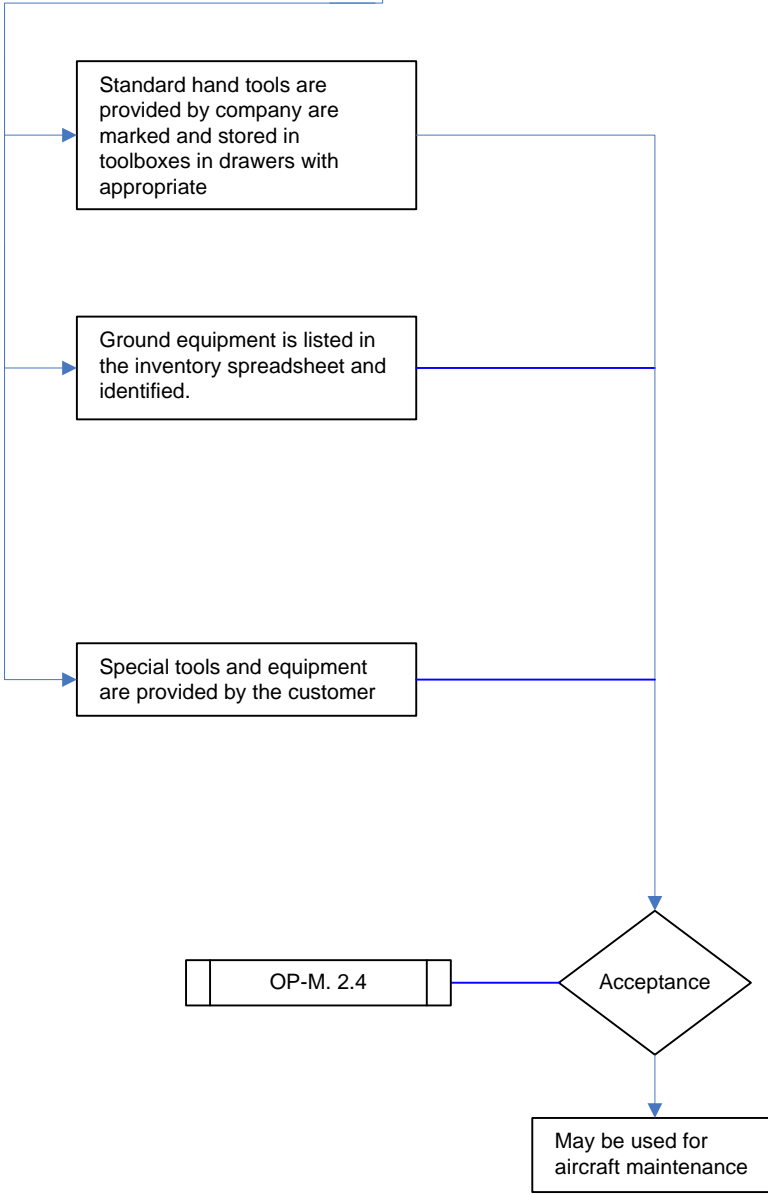 Standard hand tools are
provided by company are
marked and stored in
toolboxes in drawers with
appropriate
Ground equipment is listed in
the inventory spreadsheet and
identified.
Special tools and equipment
are provided by the customer
OP-M. 2.4
Acceptance
May be used for
aircraft maintenance